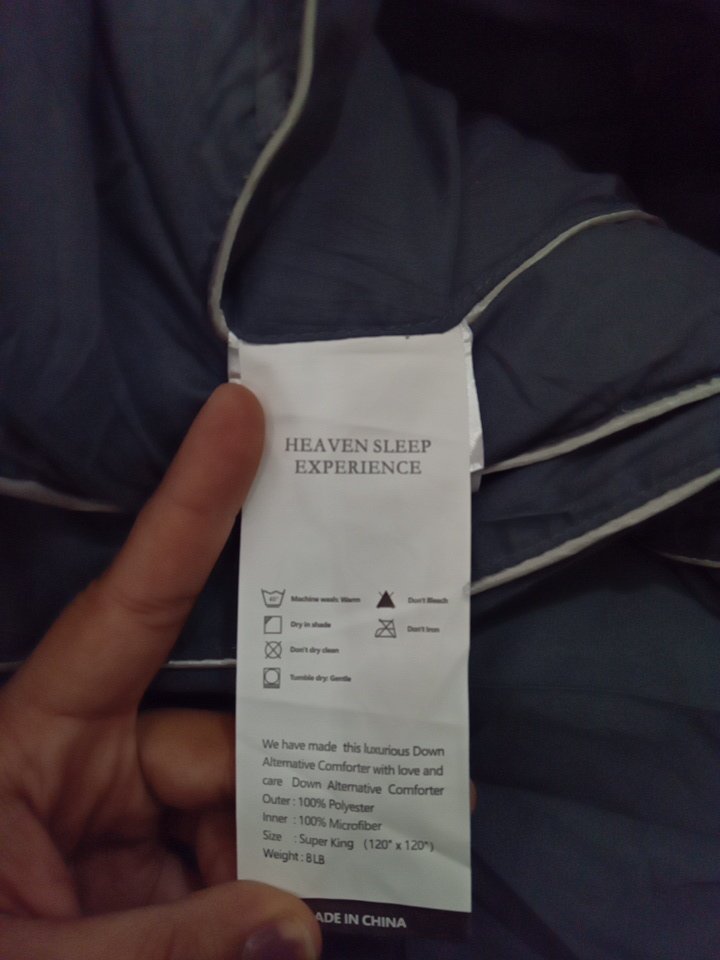 HEAVEN SLEEP
EXPERIENCE
40°
Machine wash: Warm
Don't Bleach
Dry in shade
Don't Iron
Don't dry clean
Tumble dry: Gentle
We have made this luxurious Down
Alternative Comforter with love and
care Down Alternative Comforter
Outer : 100% Polyester
Inner : 100% Microfiber
Size : Super King (120" x 120")
Weight : 8LB
ADE IN CHINA